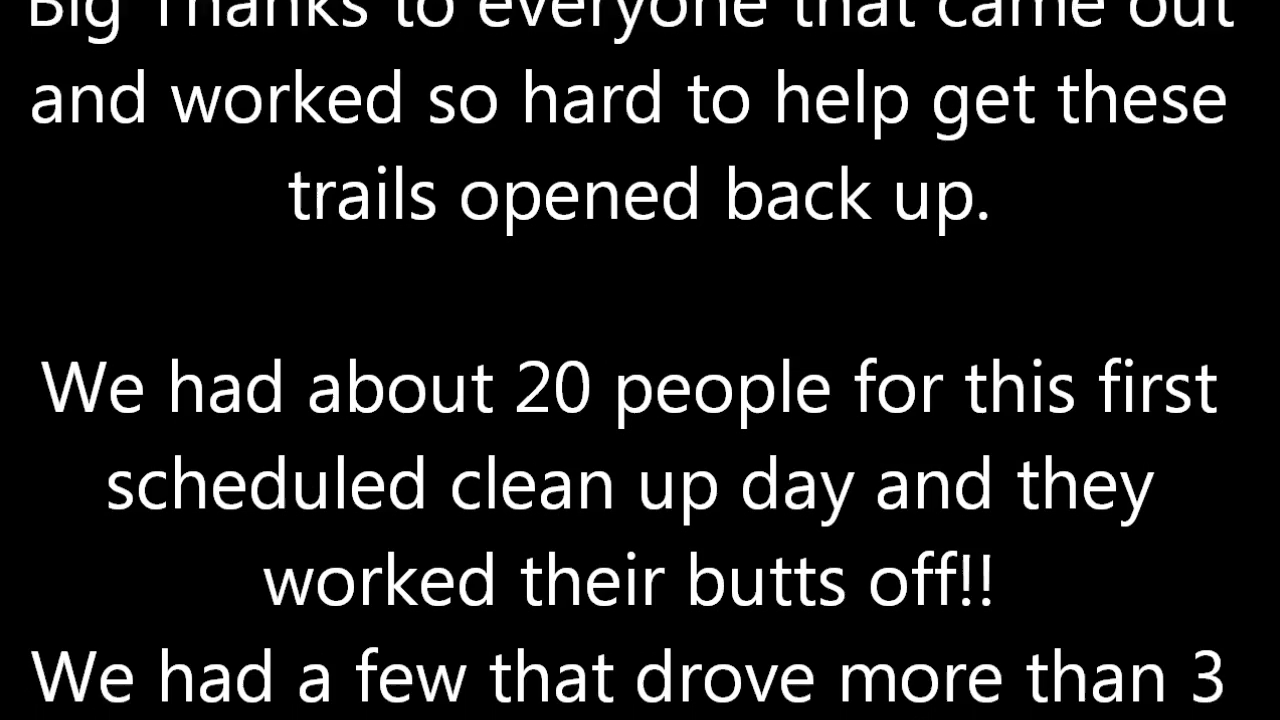 Big Thanks to everyone that came out
and worked so hard to help get these
trails opened back up.
We had about 20 people for this first
scheduled clean up day and they
worked their butts off!!
We had a few that drove more than 3